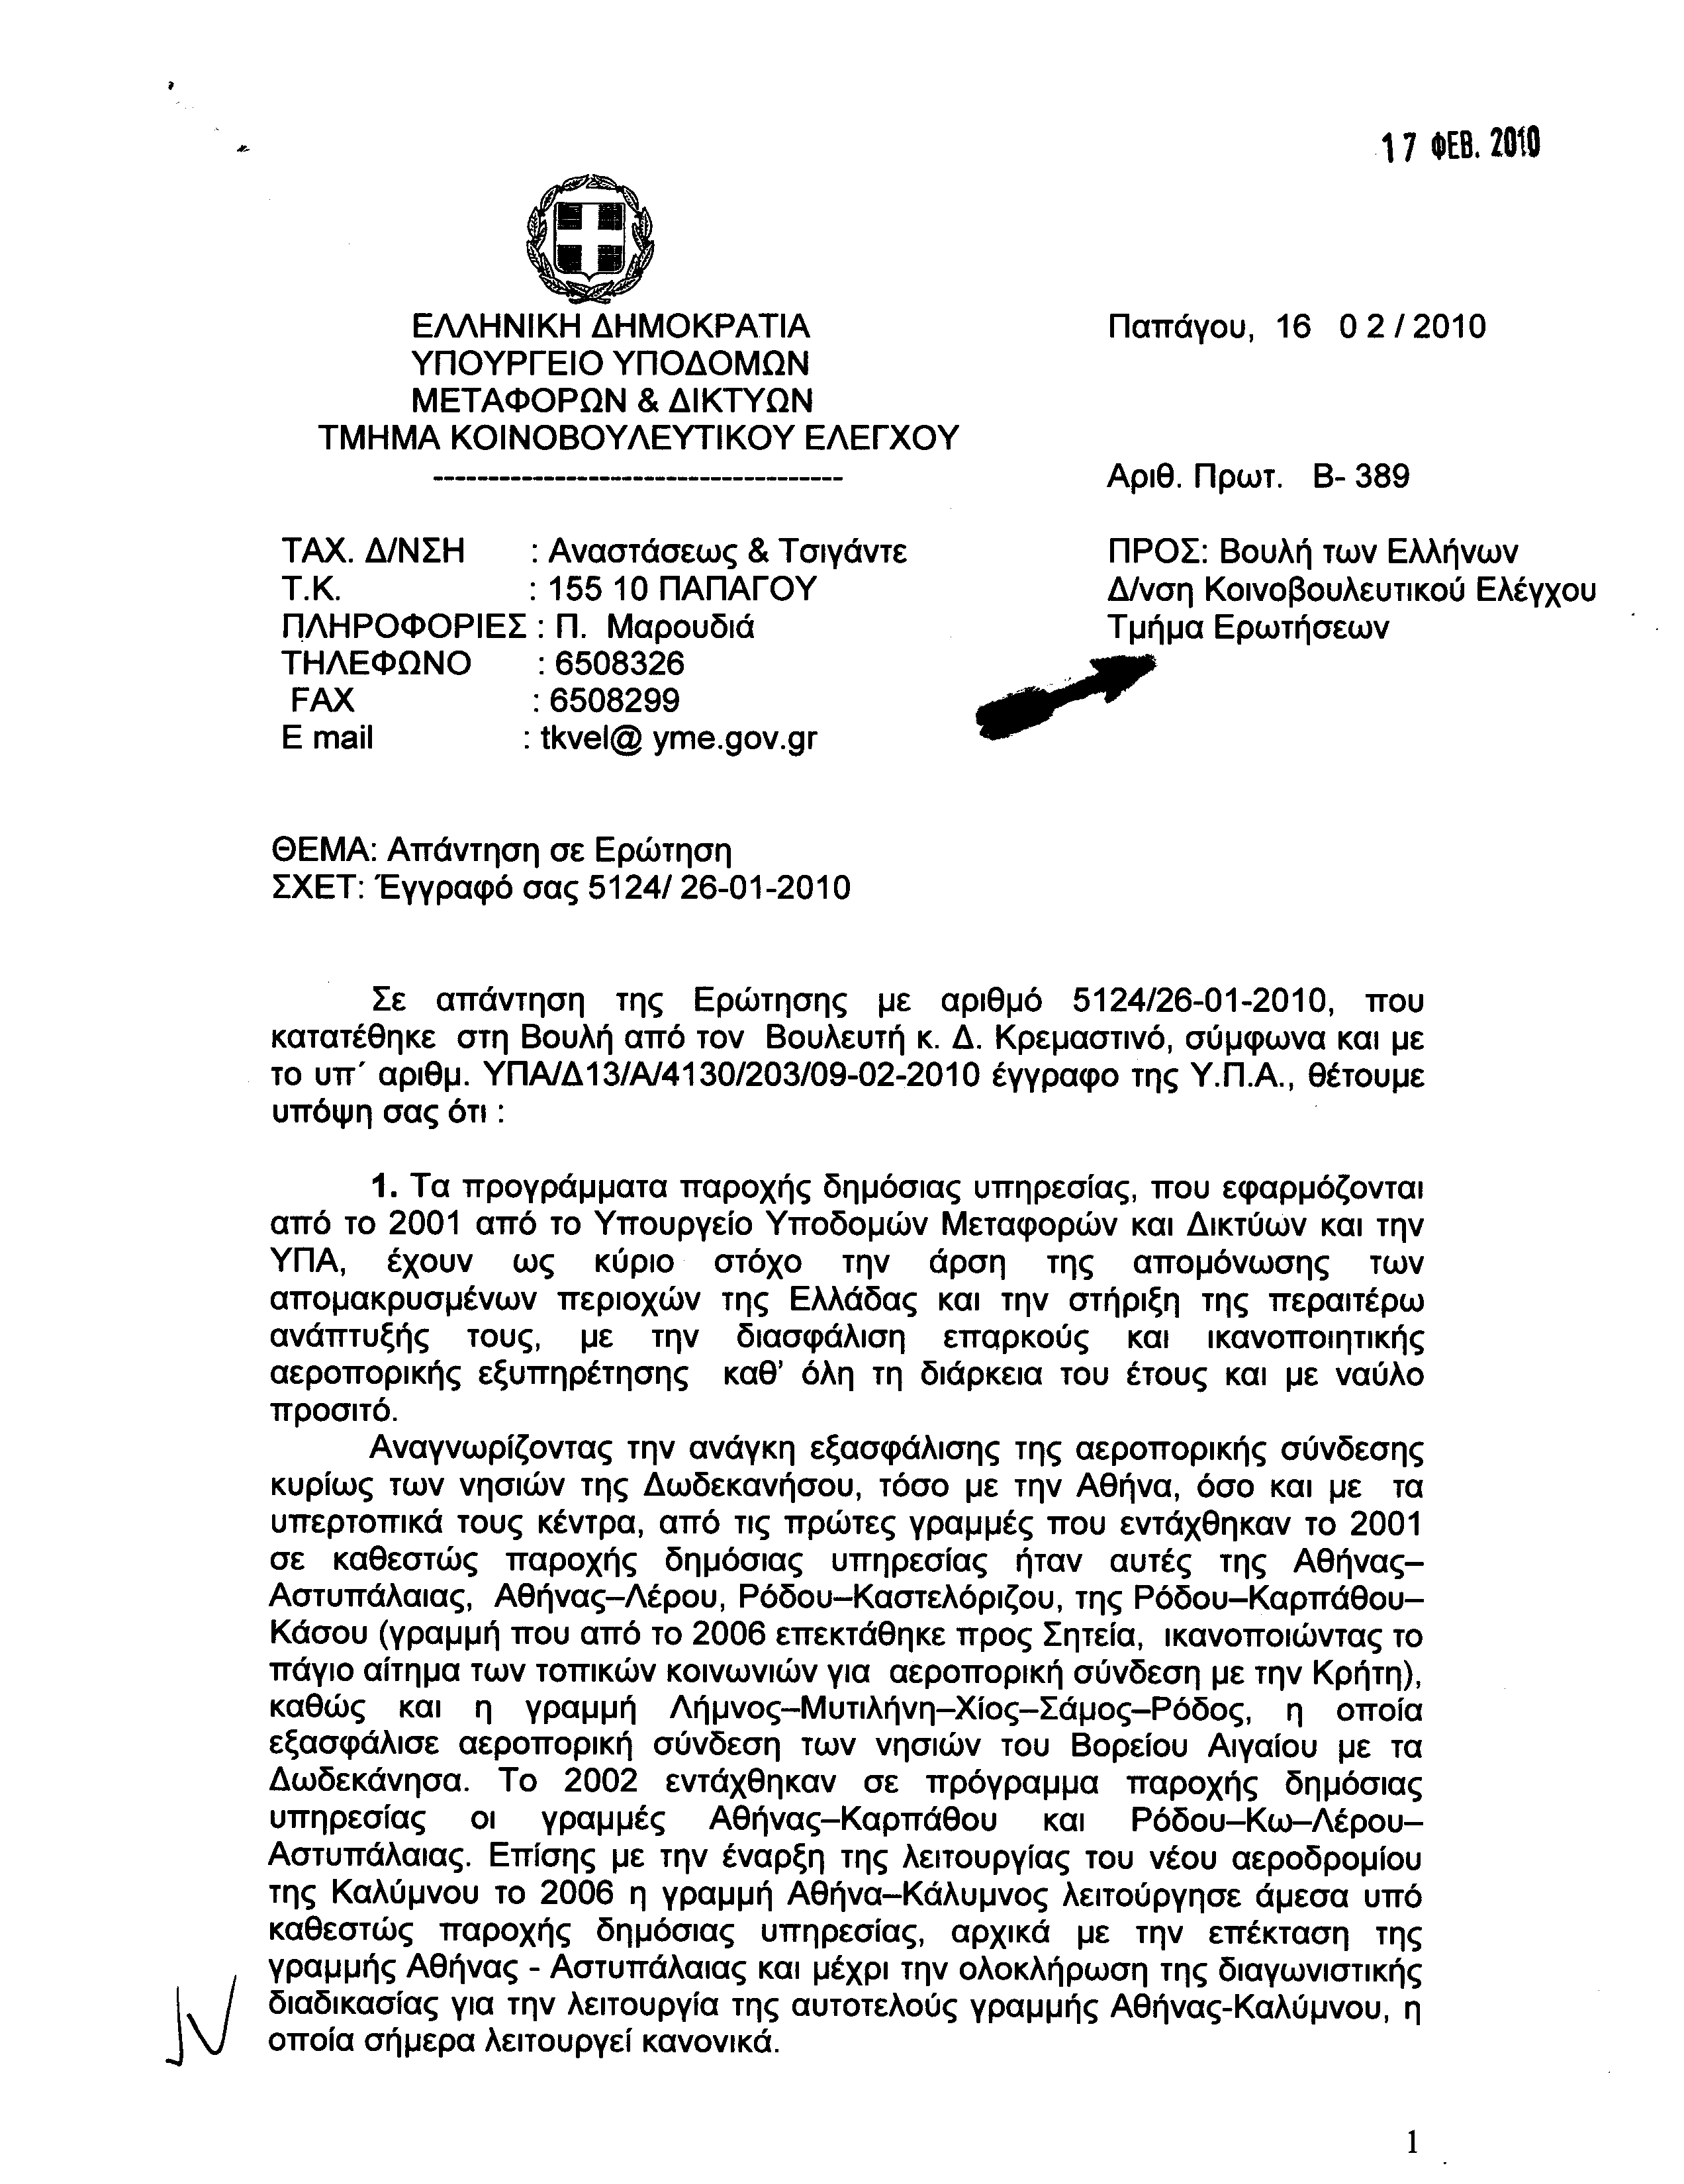 17 ΦΕΒ. 2010
ΕΛΛΗΝΙΚΗ ΔΗΜΟΚΡΑΤΙΑ
ΥΠΟΥΡΓΕΙΟ ΥΠΟΔΟΜΩΝ
ΜΕΤΑΦΟΡΩΝ & ΔΙΚΤΥΩΝ
ΤΜΗΜΑ ΚΟΙΝΟΒΟΥΛΕΥΤΙΚΟΥ ΕΛΕΓΧΟΥ
-------------------------------------
Παπάγου, 16 0 2 / 2010
Αριθ. Πρωτ. Β- 389
ΤΑΧ. Δ/ΝΣΗ : Αναστάσεως & Τσιγάντε
Τ.Κ. : 155 10 ΠΑΠΑΓΟΥ
ΠΛΗΡΟΦΟΡΙΕΣ : Π. Μαρουδιά
ΤΗΛΕΦΩΝΟ : 6508326
FAX : 6508299
E mail : tkvel@ yme.gov.gr
ΠΡΟΣ: Βουλή των Ελλήνων
Δ/νση Κοινοβουλευτικού Ελέγχου
Τμήμα Ερωτήσεων
ΘΕΜΑ: Απάντηση σε Ερώτηση
ΣΧΕΤ: Έγγραφό σας 5124/ 26-01-2010
Σε απάντηση της Ερώτησης με αριθμό 5124/26-01-2010, που
κατατέθηκε στη Βουλή από τον Βουλευτή κ. Δ. Κρεμαστινό, σύμφωνα και με
το υπ' αριθμ. ΥΠΑ/Δ13/Α/4130/203/09-02-2010 έγγραφο της Υ.Π.Α., θέτουμε
υπόψη σας ότι :
1. Τα προγράμματα παροχής δημόσιας υπηρεσίας, που εφαρμόζονται
από το 2001 από το Υπουργείο Υποδομών Μεταφορών και Δικτύων και την
ΥΠΑ, έχουν ως κύριο στόχο την άρση της απομόνωσης των
απομακρυσμένων περιοχών της Ελλάδας και την στήριξη της περαιτέρω
ανάπτυξής τους, με την διασφάλιση επαρκούς και ικανοποιητικής
αεροπορικής εξυπηρέτησης καθ' όλη τη διάρκεια του έτους και με ναύλο
προσιτό.
Αναγνωρίζοντας την ανάγκη εξασφάλισης της αεροπορικής σύνδεσης
κυρίως των νησιών της Δωδεκανήσου, τόσο με την Αθήνα, όσο και με τα
υπερτοπικά τους κέντρα, από τις πρώτες γραμμές που εντάχθηκαν το 2001
σε καθεστώς παροχής δημόσιας υπηρεσίας ήταν αυτές της Αθήνας–
Αστυπάλαιας, Αθήνας–Λέρου, Ρόδου–Καστελόριζου, της Ρόδου–Καρπάθου–
Κάσου (γραμμή που από το 2006 επεκτάθηκε προς Σητεία, ικανοποιώντας το
πάγιο αίτημα των τοπικών κοινωνιών για αεροπορική σύνδεση με την Κρήτη),
καθώς και η γραμμή Λήμνος–Μυτιλήνη–Χίος–Σάμος–Ρόδος, η οποία
εξασφάλισε αεροπορική σύνδεση των νησιών του Βορείου Αιγαίου με τα
Δωδεκάνησα. Το 2002 εντάχθηκαν σε πρόγραμμα παροχής δημόσιας
υπηρεσίας οι γραμμές Αθήνας–Καρπάθου και Ρόδου–Κω–Λέρου–
Αστυπάλαιας. Επίσης με την έναρξη της λειτουργίας του νέου αεροδρομίου
της Καλύμνου το 2006 η γραμμή Αθήνα–Κάλυμνος λειτούργησε άμεσα υπό
καθεστώς παροχής δημόσιας υπηρεσίας, αρχικά με την επέκταση της
γραμμής Αθήνας - Αστυπάλαιας και μέχρι την ολοκλήρωση της διαγωνιστικής
διαδικασίας για την λειτουργία της αυτοτελούς γραμμής Αθήνας-Καλύμνου, η
οποία σήμερα λειτουργεί κανονικά.
1